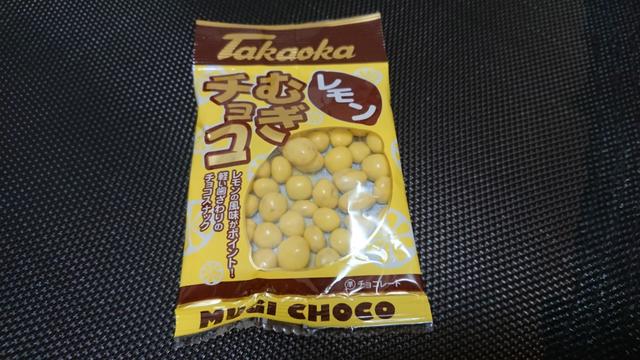 Takaoka
レモン
むぎ
チョコ
レモンの風味がポイント!
軽い歯ざわりの
チョコスナック
準 チョコレート
MUGI CHOCO